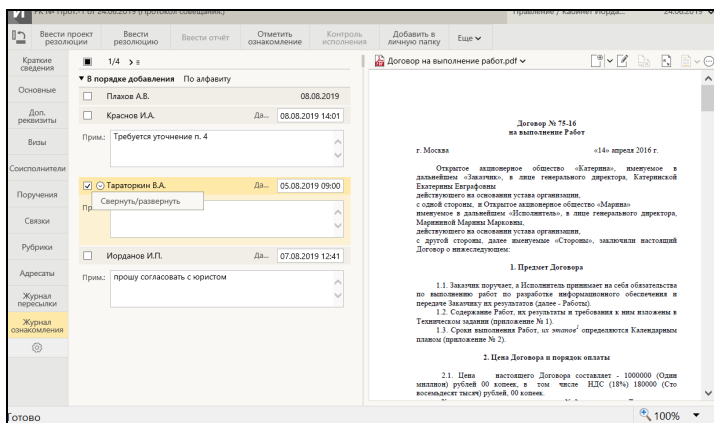 РК № Прот.-1 от 24.06.2019 (Протокол совещания.)
Правление / Кабинет Иорда...
24.06.2019
Ввести проект резолюции
Ввести резолюцию
Ввести отчёт
Отметить ознакомление
Контроль исполнения
Добавить в личную папку
Еще
Краткие сведения
Основные
Доп. реквизиты
Визы
Соисполнители
Поручения
Связки
Рубрики
Адресаты
Журнал пересылки
Журнал ознакомления
1/4
В порядке добавления По алфавиту
Плахов А.В. 08.08.2019
Краснов И.А. Да... 08.08.2019 14:01
Прим.: Требуется уточнение п. 4
Тараторкин В.А. Да... 05.08.2019 09:00
Свернуть/развернуть
Иорданов И.П. Да... 07.08.2019 12:41
Прим.: прошу согласовать с юристом
Договор на выполнение работ.pdf
Договор № 75-16
на выполнение Работ
г. Москва «14» апреля 2016 г.
Открытое акционерное общество «Катерина», именуемое в
дальнейшем «Заказчик», в лице генерального директора, Катеринской
Екатерины Евграфовны
действующего на основании устава организации,
с одной стороны, и Открытое акционерное общество «Марина»
именуемое в дальнейшем «Исполнитель», в лице генерального директора,
Марининой Марины Марковны,
действующего на основании устава организации,
с другой стороны, далее именуемые «Стороны», заключили настоящий
Договор о нижеследующем:
1. Предмет Договора
1.1. Заказчик поручает, а Исполнитель принимает на себя обязательства
по выполнению работ по разработке информационного обеспечения и
передаче Заказчику их результатов (далее - Работы).
1.2. Содержание Работ, их результаты и требования к ним изложены в
Техническом задании (приложение № 1).
1.3. Сроки выполнения Работ, их этапов¹ определяются Календарным
планом (приложение № 2).
2. Цена Договора и порядок оплаты
2.1. Цена настоящего Договора составляет - 1000000 (Один
миллион) рублей 00 копеек, в том числе НДС (18%) 180000 (Сто
восемьдесят тысяч) рублей, 00 копеек.
Готово
100%